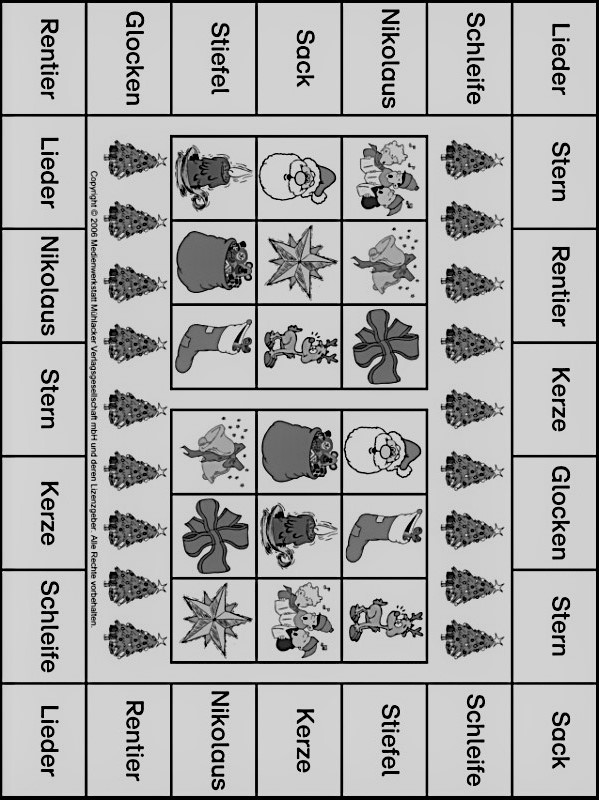 Lieder Stern Rentier Kerze Glocken Stern Sack
Schleife Schleife
Nikolaus Stiefel
Sack Kerze
Stiefel Nikolaus
Glocken Rentier
Copyright © 2006 Medienwerkstatt Mühlacker Verlagsgesellschaft mbH und deren Lizenzgeber. Alle Rechte vorbehalten.
Rentier Lieder Nikolaus Stern Kerze Schleife Lieder